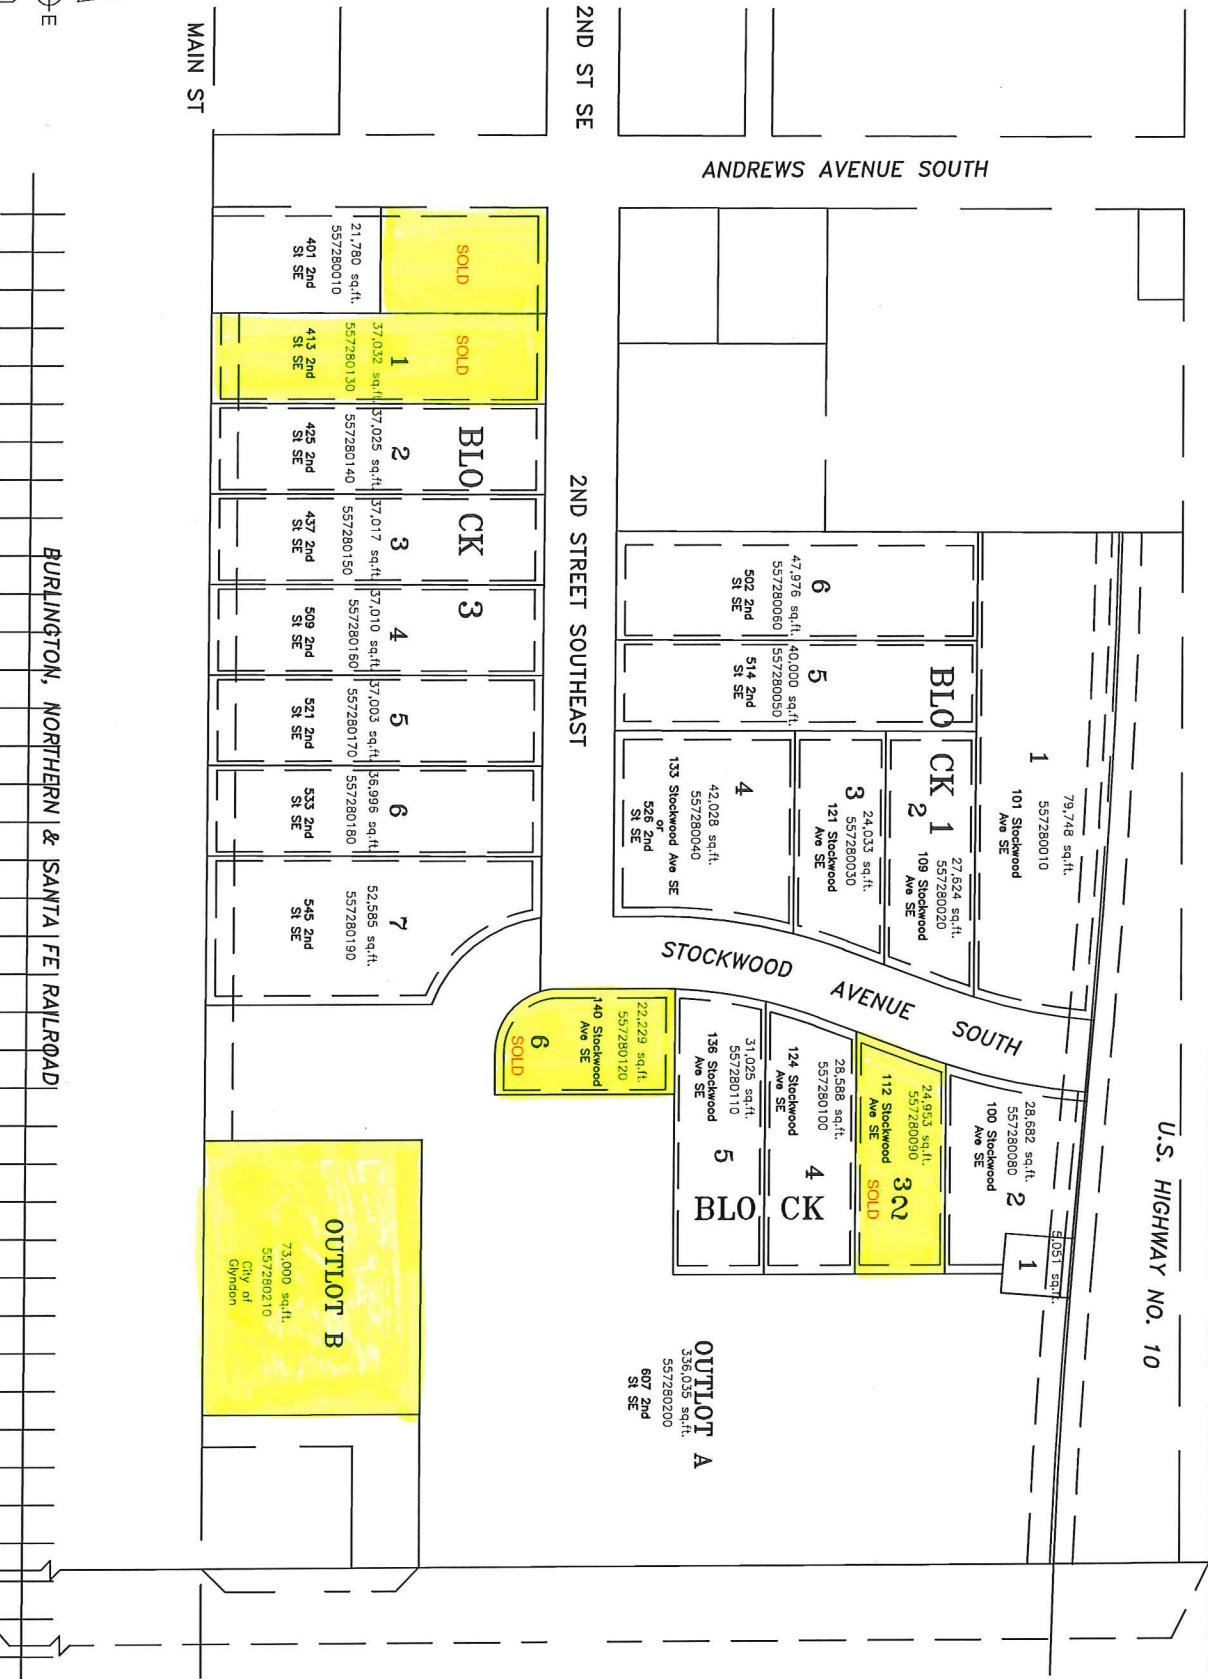 E
MAIN ST
2ND ST SE
ANDREWS AVENUE SOUTH
21,780 sq.ft.
557280010
401 2nd
St SE
SOLD
SOLD
1
37,032 sq.ft.
557280130
413 2nd
St SE
BLO CK 3
2
37,025 sq.ft.
557280140
425 2nd
St SE
3
37,017 sq.ft.
557280150
437 2nd
St SE
4
37,010 sq.ft.
557280160
509 2nd
St SE
5
37,003 sq.ft.
557280170
521 2nd
St SE
6
36,996 sq.ft.
557280180
533 2nd
St SE
7
52,585 sq.ft.
557280190
545 2nd
St SE
2ND STREET SOUTHEAST
BLO CK 1
6
47,976 sq.ft.
557280060
502 2nd
St SE
5
40,000 sq.ft.
557280050
514 2nd
St SE
4
42,028 sq.ft.
557280040
133 Stockwood Ave SE
or
526 2nd
St SE
3
24,033 sq.ft.
557280030
121 Stockwood
Ave SE
2
27,624 sq.ft.
557280020
109 Stockwood
Ave SE
1
79,748 sq.ft.
557280010
101 Stockwood
Ave SE
STOCKWOOD AVENUE SOUTH
U.S. HIGHWAY NO. 10
22,229 sq.ft.
557280120
140 Stockwood
Ave SE
6
SOLD
31,025 sq.ft.
557280110
136 Stockwood
Ave SE
5
28,588 sq.ft.
557280100
124 Stockwood
Ave SE
4
BLO CK 2
24,953 sq.ft.
557280090
112 Stockwood
Ave SE
3
SOLD
28,682 sq.ft.
557280080
100 Stockwood
Ave SE
2
5,051 sq.ft.
1
OUTLOT A
336,035 sq.ft.
557280200
607 2nd
St SE
OUTLOT B
73,000 sq.ft.
557280210
City of
Glyndon
BURLINGTON, NORTHERN & SANTA FE RAILROAD